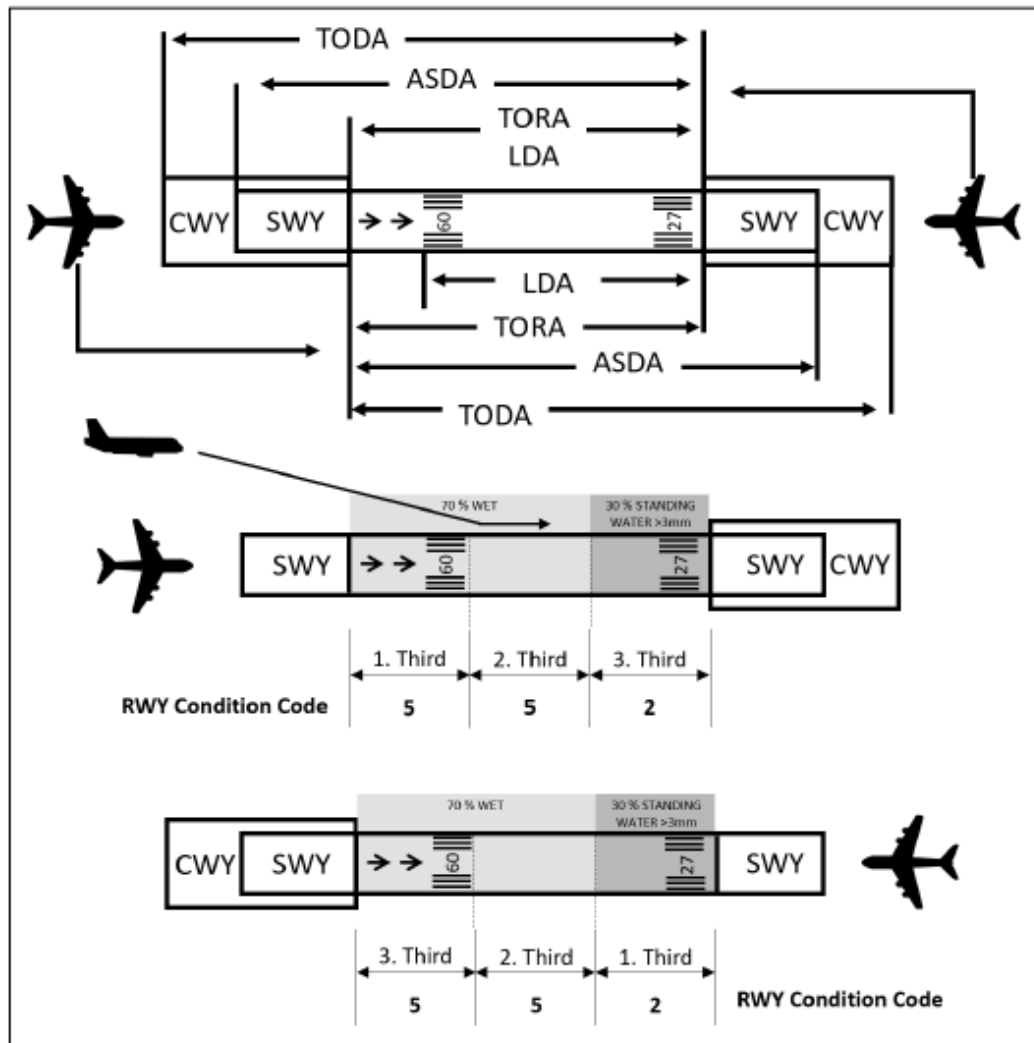 TODA
ASDA
TORA
LDA
CWY SWY 09 27 SWY CWY
LDA
TORA
ASDA
TODA
70 % WET
30 % STANDING
WATER >3mm
SWY 09 27 SWY CWY
1. Third 2. Third 3. Third
RWY Condition Code 5 5 2
70 % WET
30 % STANDING
WATER >3mm
CWY SWY 09 27 SWY
3. Third 2. Third 1. Third
5 5 2 RWY Condition Code